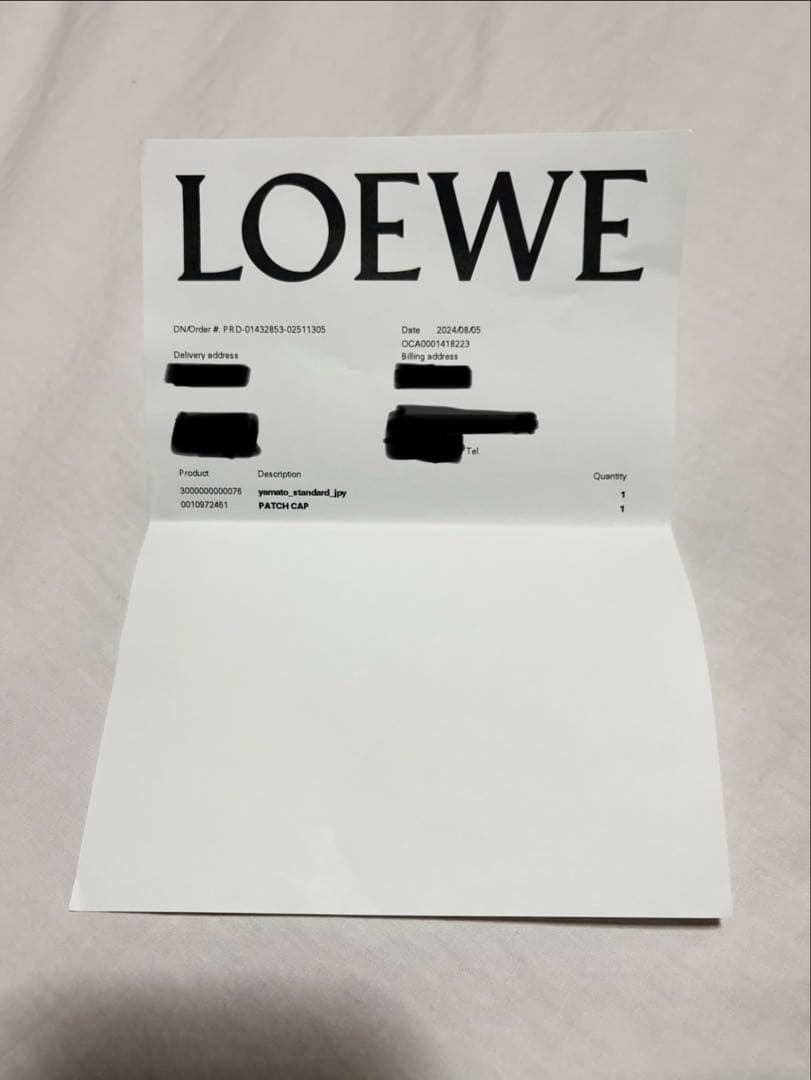 LOEWE
DN/Order #: PRD-01432853-02511305
Date 2024/08/05
OCA0001418223
Delivery address
Billing address
Tel.
Product Description Quantity
3000000000076 yamato_standard_jpy 1
0010972461 PATCH CAP 1